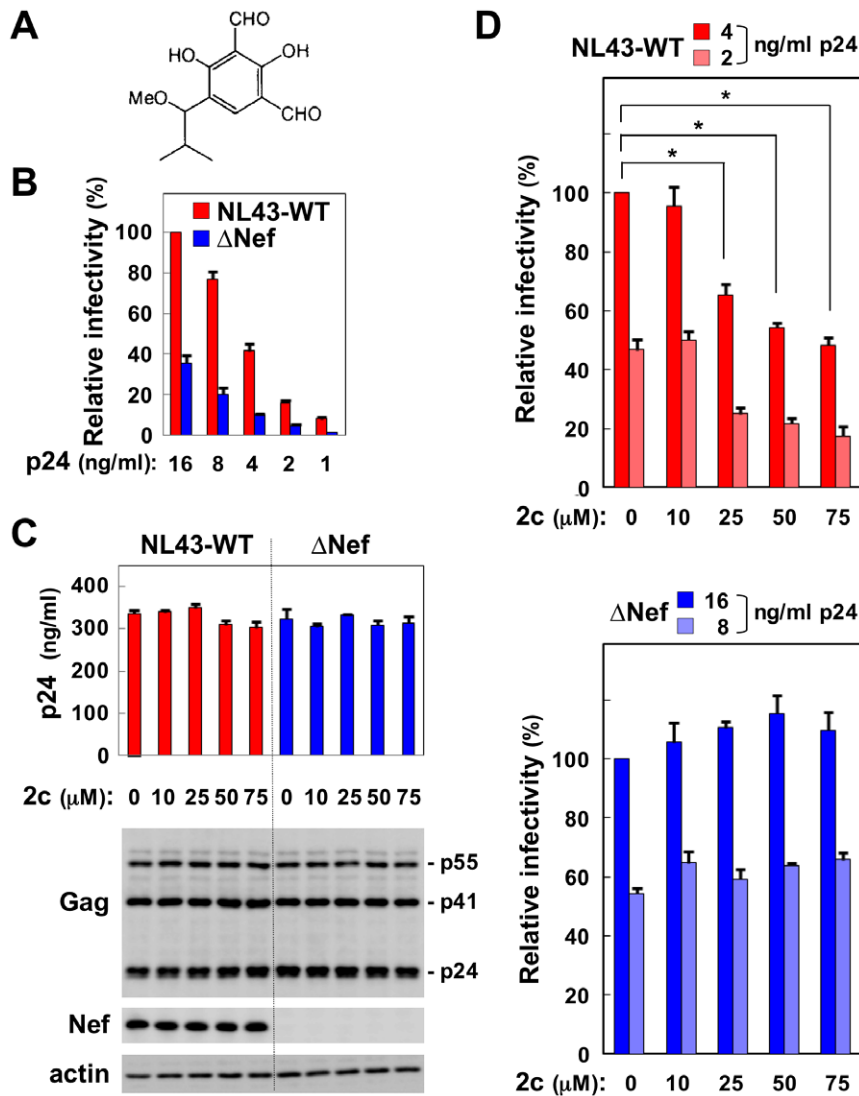 A
CHO
HO
OH
MeO
CHO
B
NL43-WT
ΔNef
Relative infectivity (%)
100
80
60
40
20
0
p24 (ng/ml): 16 8 4 2 1
C
NL43-WT ΔNef
p24 (ng/ml)
400
300
200
100
0
2c (μM): 0 10 25 50 75 0 10 25 50 75
Gag
- p55
- p41
- p24
Nef
actin
D
NL43-WT
4
2
ng/ml p24
*
*
*
Relative infectivity (%)
100
80
60
40
20
0
2c (μM): 0 10 25 50 75
ΔNef
16
8
ng/ml p24
Relative infectivity (%)
100
80
60
40
20
0
2c (μM): 0 10 25 50 75